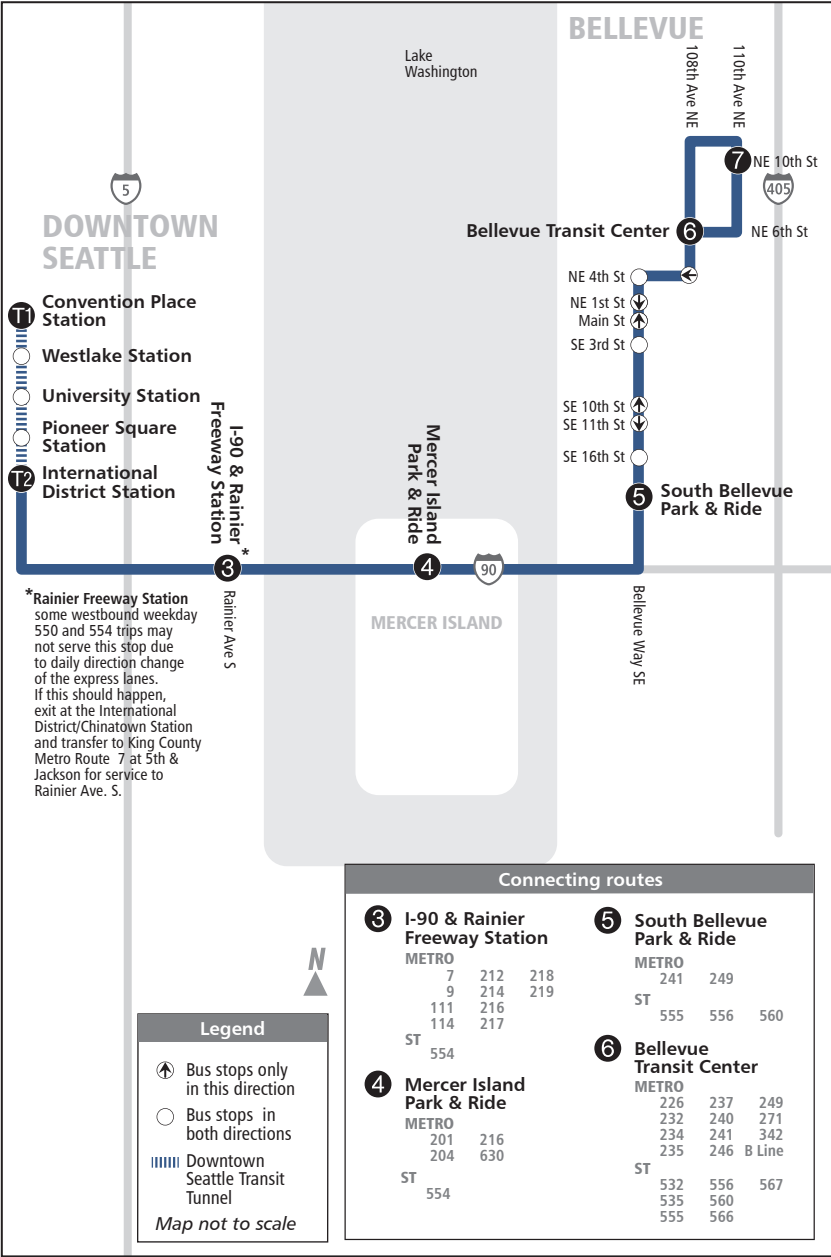 BELLEVUE
Lake
Washington
108th Ave NE
110th Ave NE
7
NE 10th St
5
405
DOWNTOWN
SEATTLE
Bellevue Transit Center
6
NE 6th St
NE 4th St
T1
Convention Place
Station
NE 1st St
Main St
SE 3rd St
Westlake Station
University Station
Pioneer Square
Station
SE 10th St
SE 11th St
SE 16th St
T2
International
District Station
I-90 & Rainier
Freeway Station
*
Mercer Island
Park & Ride
5
South Bellevue
Park & Ride
3
4
90
*Rainier Freeway Station
some westbound weekday
550 and 554 trips may
not serve this stop due
to daily direction change
of the express lanes.
If this should happen,
exit at the International
District/Chinatown Station
and transfer to King County
Metro Route 7 at 5th &
Jackson for service to
Rainier Ave. S.
Rainier Ave S
MERCER ISLAND
Bellevue Way SE
N
Legend
Bus stops only
in this direction
Bus stops in
both directions
Downtown
Seattle Transit
Tunnel
Map not to scale
Connecting routes
3 I-90 & Rainier
Freeway Station
METRO
7 212 218
9 214 219
111 216
114 217
ST
554
4 Mercer Island
Park & Ride
METRO
201 216
204 630
ST
554
5 South Bellevue
Park & Ride
METRO
241 249
ST
555 556 560
6 Bellevue
Transit Center
METRO
226 237 249
232 240 271
234 241 342
235 246 B Line
ST
532 556 567
535 560
555 566